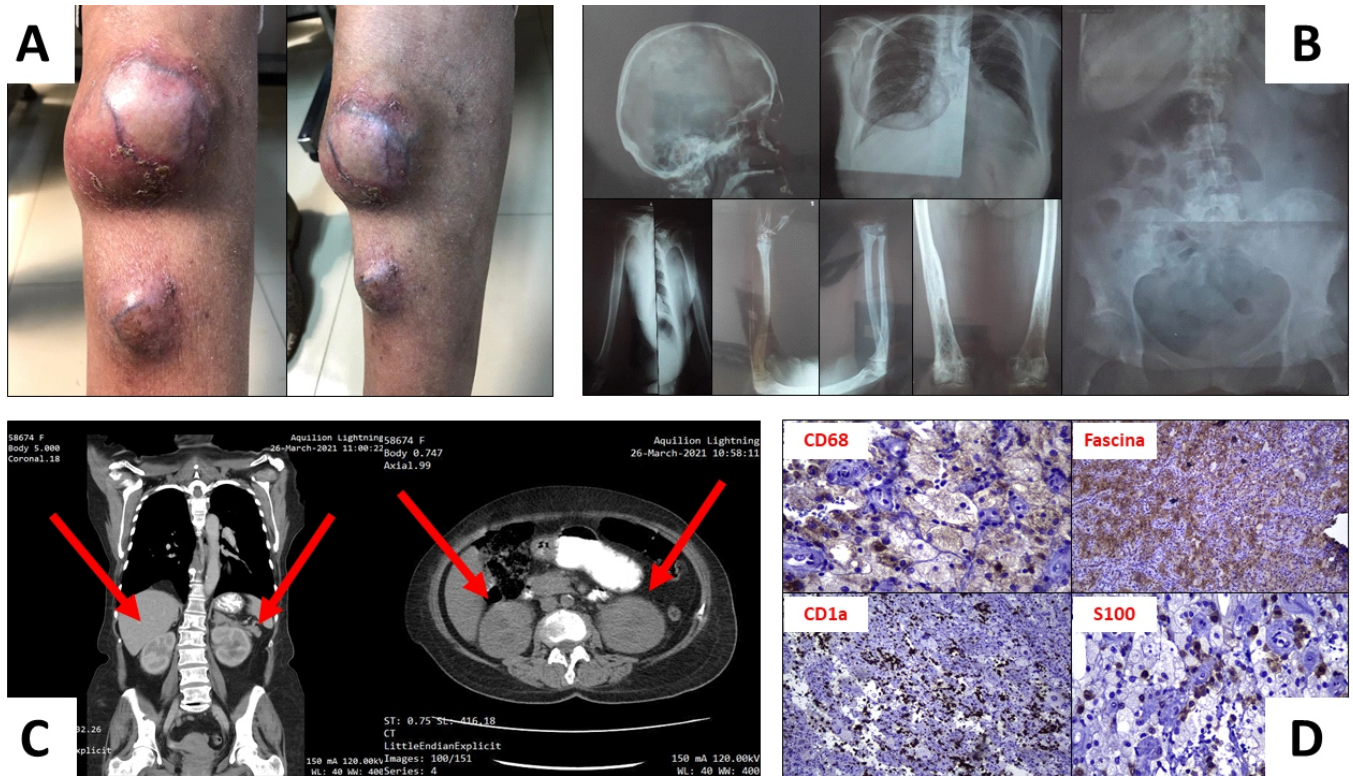 A
B
58674 F
Body 5.000
Coronal.18
Aquilion Lightning
26-March-2021 11:00:22
32.26
xplicit
150 mA 120.00kV
WL: 40 WW: 400
C
58674 F
Body 0.747
Axial.99
Aquilion Lightning
26-March-2021 10:58:11
ST: 0.75 SL: 416.18
CT
LittleEndianExplicit
Images: 100/151
Series: 4
150 mA 120.00kV
WL: 40 WW: 400
CD68
Fascina
CD1a
S100
D